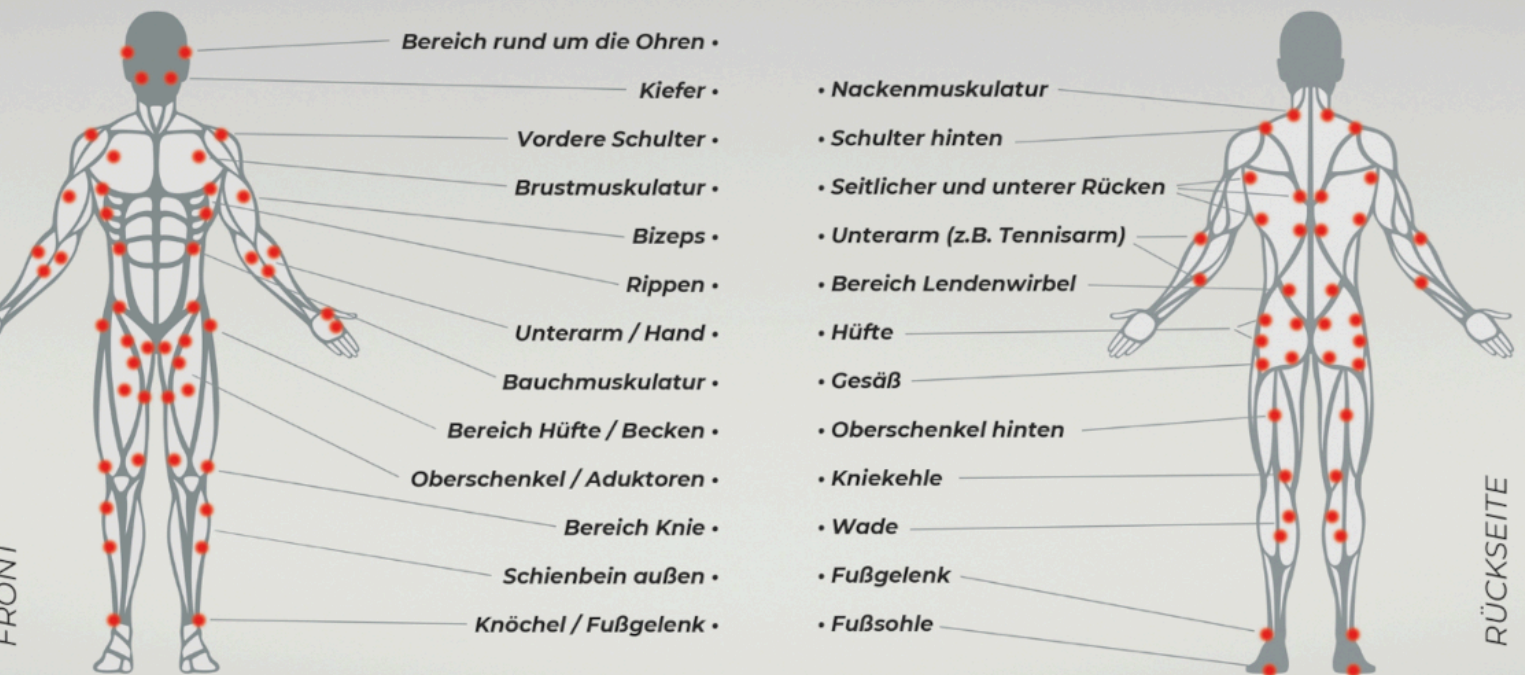 Bereich rund um die Ohren •
Kiefer •
Vordere Schulter •
Brustmuskulatur •
Bizeps •
Rippen •
Unterarm / Hand •
Bauchmuskulatur •
Bereich Hüfte / Becken •
Oberschenkel / Aduktoren •
Bereich Knie •
Schienbein außen •
Knöchel / Fußgelenk •
FRONT
• Nackenmuskulatur
• Schulter hinten
• Seitlicher und unterer Rücken
• Unterarm (z.B. Tennisarm)
• Bereich Lendenwirbel
• Hüfte
• Gesäß
• Oberschenkel hinten
• Kniekehle
• Wade
• Fußgelenk
• Fußsohle
RÜCKSEITE